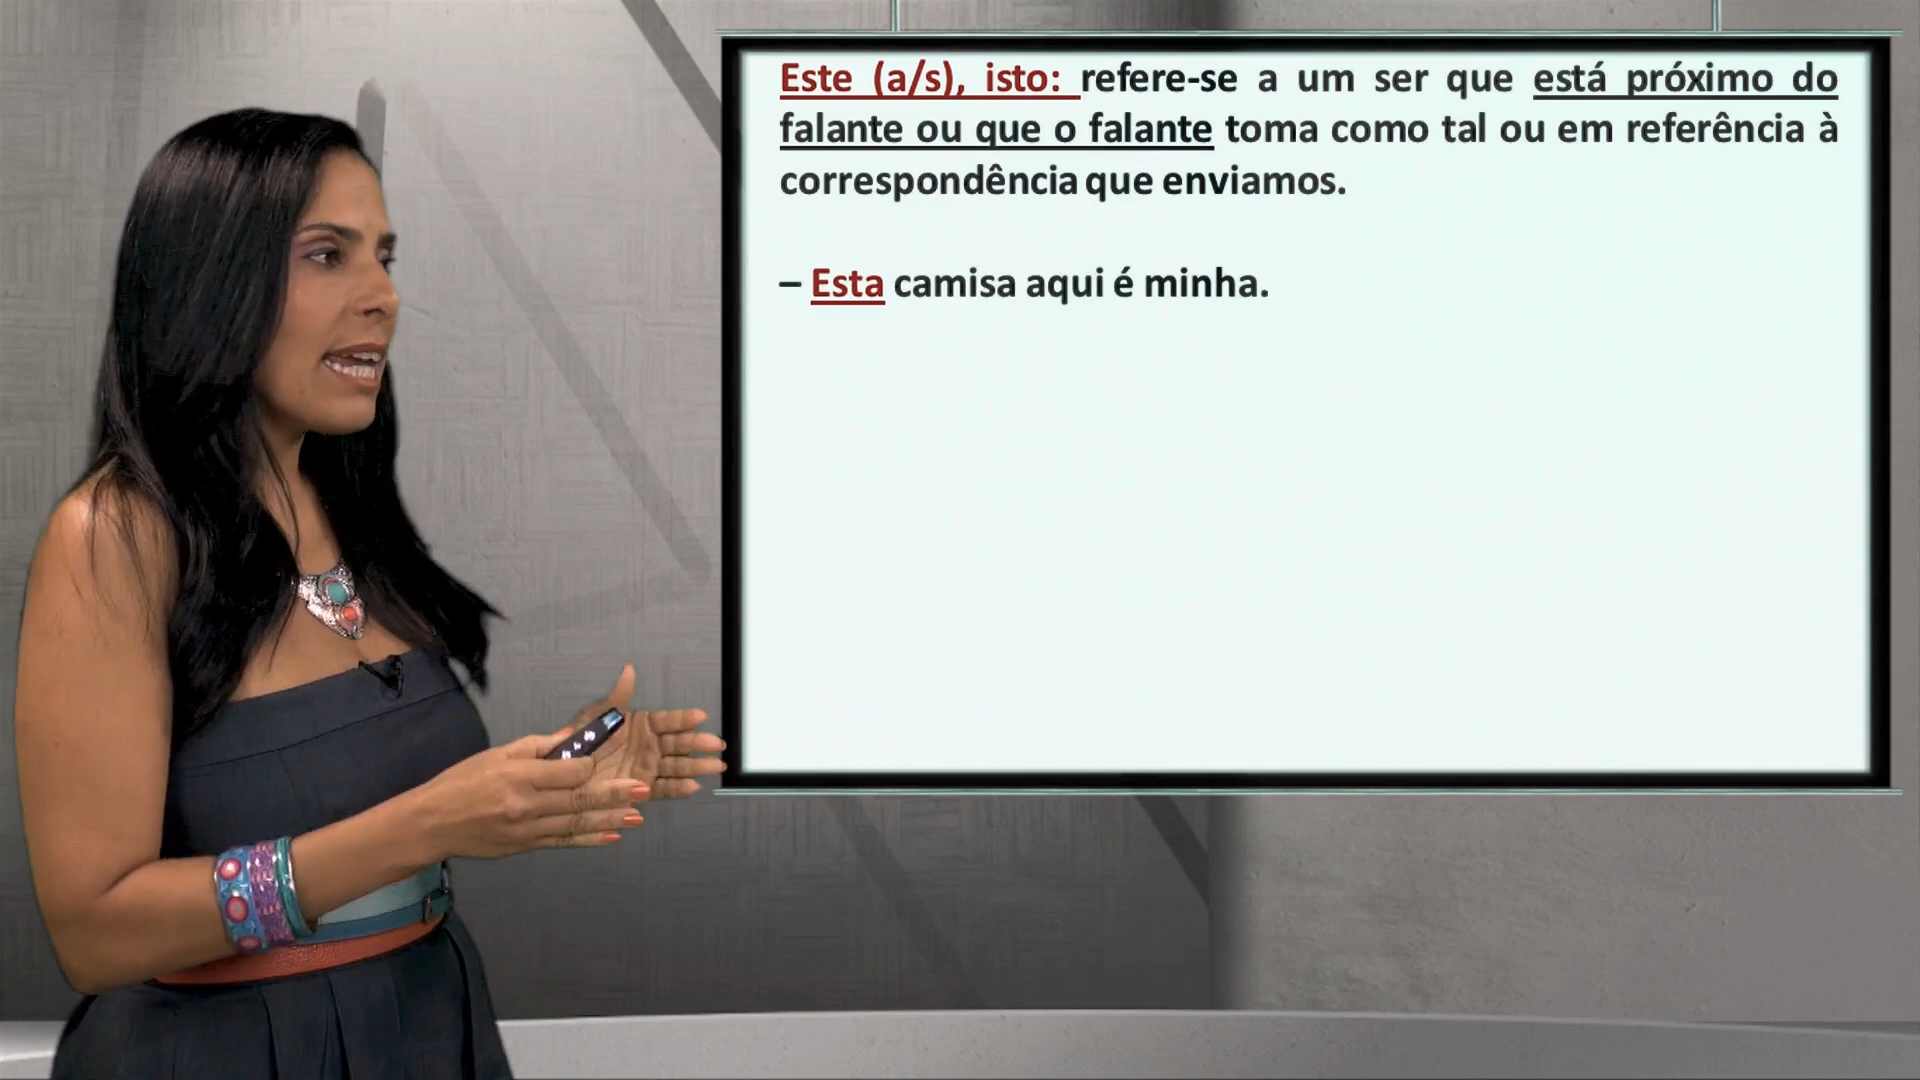 Este (a/s), isto: refere-se a um ser que está próximo do
falante ou que o falante toma como tal ou em referência à
correspondência que enviamos.
– Esta camisa aqui é minha.